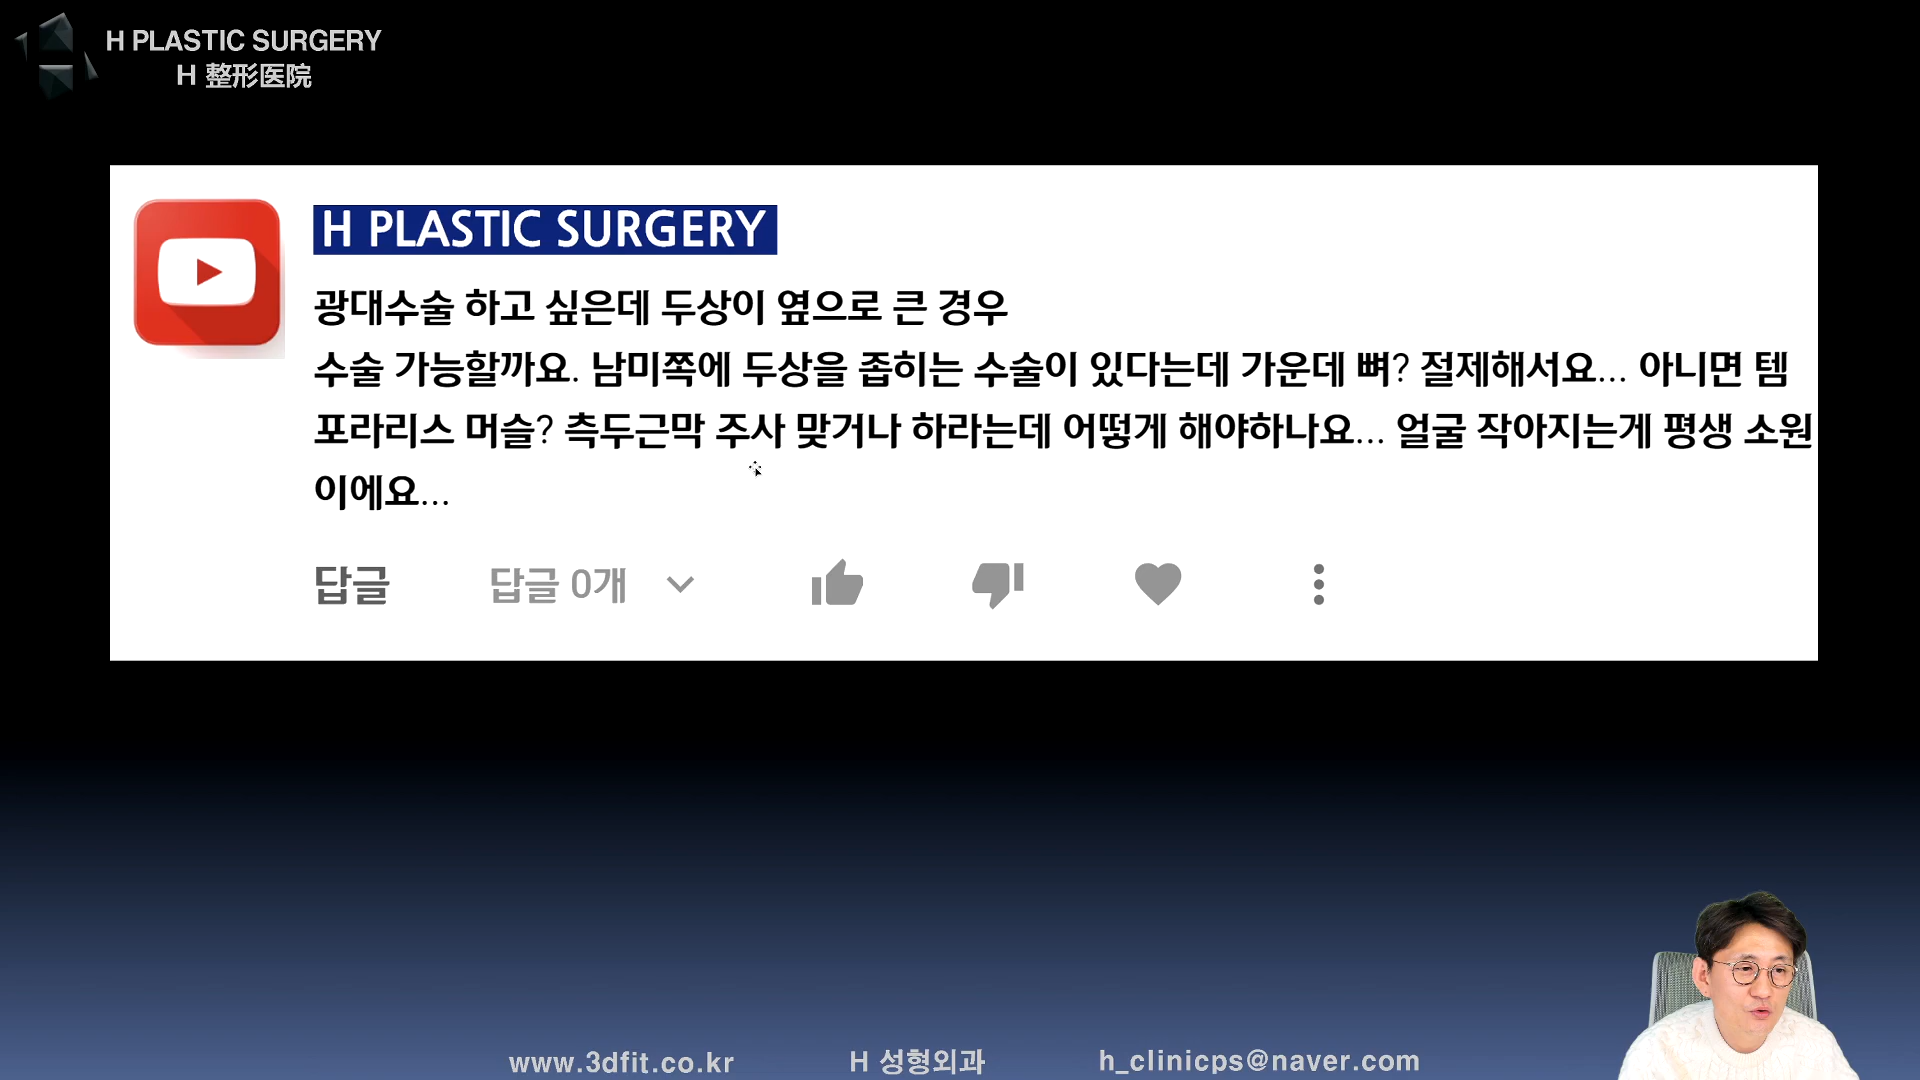 H PLASTIC SURGERY
H 整形医院
H PLASTIC SURGERY
광대수술 하고 싶은데 두상이 옆으로 큰 경우
수술 가능할까요. 남미쪽에 두상을 좁히는 수술이 있다는데 가운데 뼈? 절제해서요... 아니면 템
포라리스 머슬? 측두근막 주사 맞거나 하라는데 어떻게 해야하나요... 얼굴 작아지는게 평생 소원
이에요...
답글 답글 0개
www.3dfit.co.kr H 성형외과 h_clinicps@naver.com